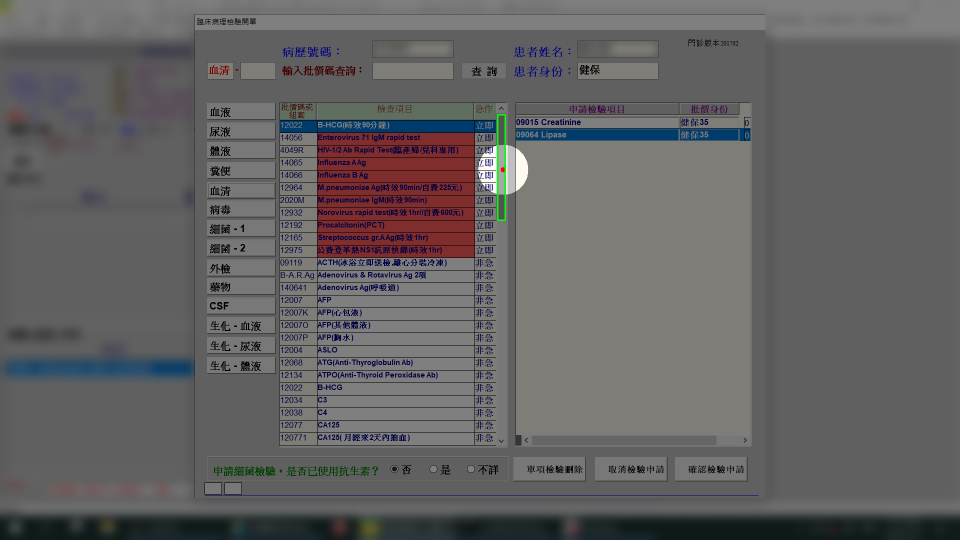 臨床病理檢驗開單
門診版本201702
病歷號碼：
患者姓名：
血清 -
輸入批價碼查詢：
查 詢
患者身份：
健保
血液
尿液
體液
糞便
血清
病毒
細菌 - 1
細菌 - 2
外檢
藥物
CSF
生化 - 血液
生化 - 尿液
生化 - 體液
批價碼或組套 檢查項目 急作
12022 B-HCG(時效90分鐘) 立即
14056 Enterovirus 71 IgM rapid test 立即
4049R HIV-1/2 Ab Rapid Test(臨產婦/兒科專用) 立即
14065 Influenza A Ag 立即
14066 Influenza B Ag 立即
12964 M.pneumoniae Ag(時效90min/自費225元) 立即
2020M M.pneumoniae IgM(時效90min) 立即
12932 Norovirus rapid test(時效1hr/自費600元) 立即
12192 Procalcitonin(PCT) 立即
12165 Streptococcus gr.A Ag(時效1hr) 立即
12975 公費登革熱NS1抗原快篩(時效1hr) 立即
09119 ACTH(冰浴立即送檢,離心分裝冷凍) 非急
B-A.R.Ag Adenovirus & Rotavirus Ag 2項 非急
140641 Adenovirus Ag(呼吸道) 非急
12007 AFP 非急
12007K AFP(心包液) 非急
12007O AFP(其他體液) 非急
12007P AFP(胸水) 非急
12004 ASLO 非急
12068 ATG(Anti-Thyroglobulin Ab) 非急
12134 ATPO(Anti-Thyroid Peroxidase Ab) 非急
12022 B-HCG 非急
12034 C3 非急
12038 C4 非急
12077 CA125 非急
120771 CA125( 月經來2天內抽血) 非急
申請檢驗項目 批價身份
09015 Creatinine 健保35 0
09064 Lipase 健保35 0
申請細菌檢驗，是否已使用抗生素？ 否 是 不詳
單項檢驗刪除
取消檢驗申請
確認檢驗申請